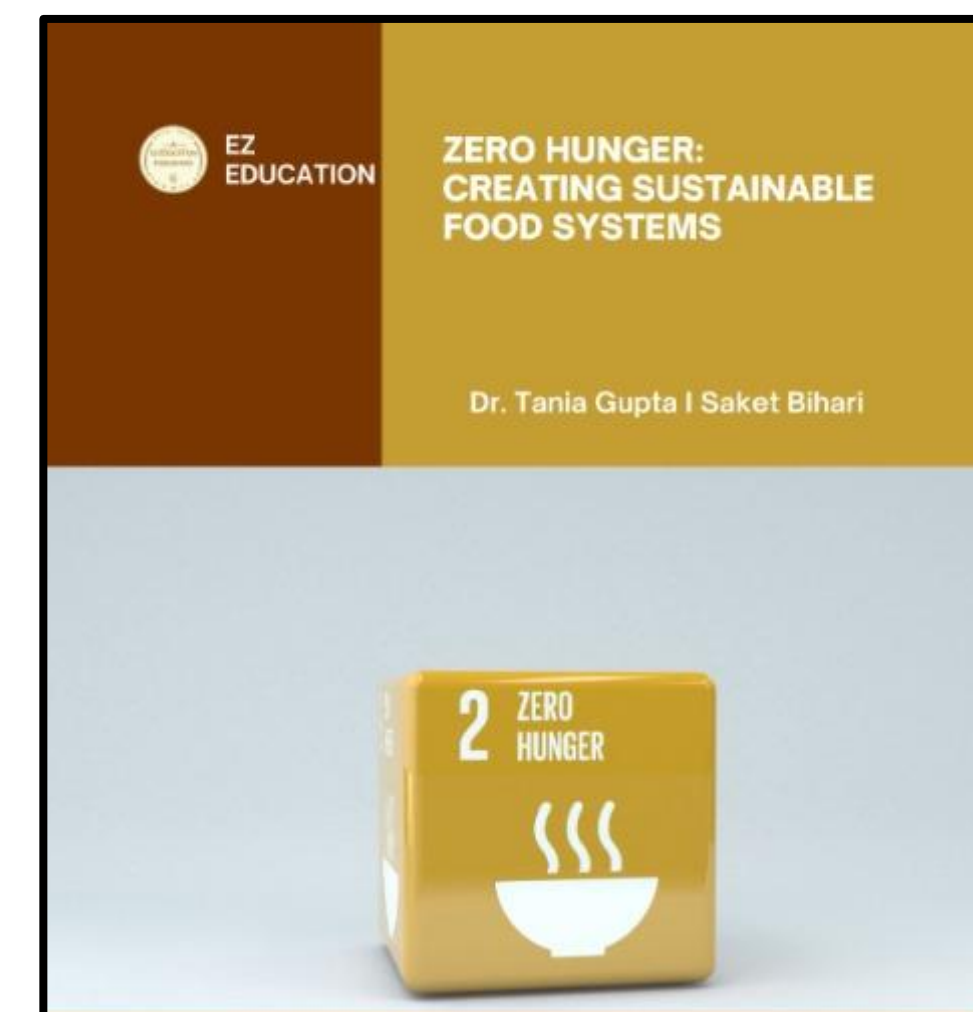 EZ
EDUCATION
ZERO HUNGER:
CREATING SUSTAINABLE
FOOD SYSTEMS
Dr. Tania Gupta I Saket Bihari
2 ZERO
HUNGER